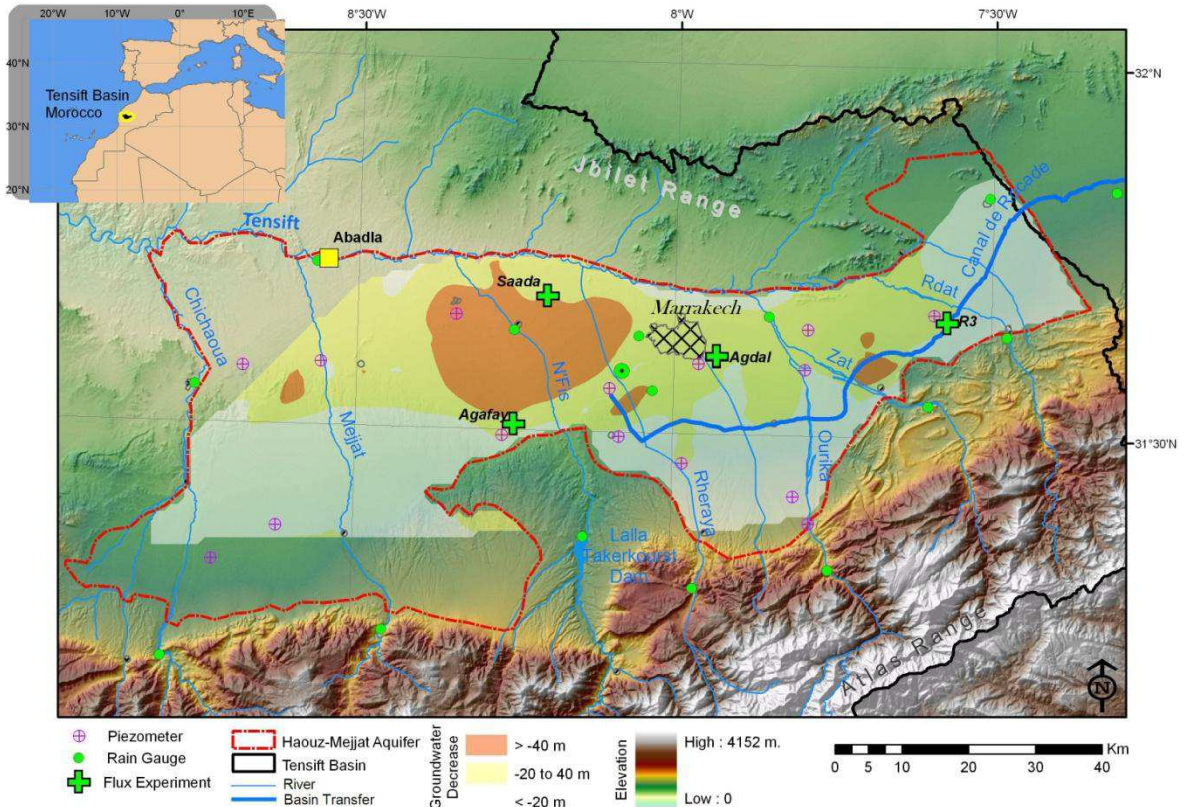 20°W 10°W 0° 10°E
40°N
30°N
20°N
Tensift Basin
Morocco
8°30'W 8°W 7°30'W
32°N
31°30'N
Jbilet Range
Canal de Rocade
Tensift
Abadla
Saada
Marrakech
Rdat
R3
Chichaoua
Agdal
Zat
N'Fis
Agafay
Mejjat
Ourika
Rheraya
Lalla
Takerkoust
Dam
Atlas Range
N
Piezometer
Rain Gauge
Flux Experiment
Haouz-Mejjat Aquifer
Tensift Basin
River
Basin Transfer
Groundwater
Decrease
> -40 m
-20 to 40 m
< -20 m
Elevation
High : 4152 m.
Low : 0
Km
0 5 10 20 30 40